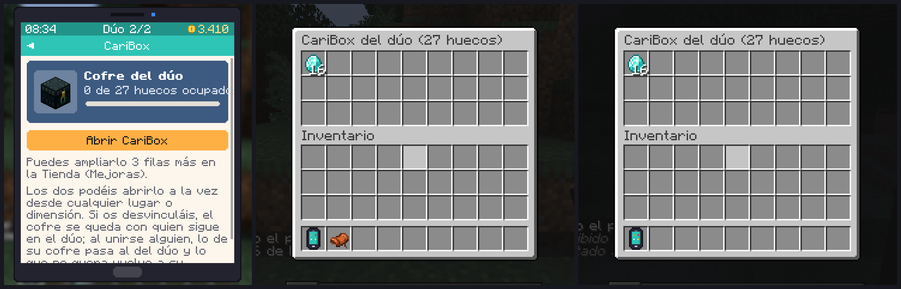 08:34
Dúo 2/2
3.410
CariBox
Cofre del dúo
0 de 27 huecos ocupado
Abrir CariBox
Puedes ampliarlo 3 filas más en
la Tienda (Mejoras).
Los dos podéis abrirlo a la vez
desde cualquier lugar o
dimensión. Si os desvinculáis, el
cofre se queda con quien sigue
en el dúo; al unirse alguien, lo de
su cofre pasa al del dúo y lo
CariBox del dúo (27 huecos)
16
Inventario
CariBox del dúo (27 huecos)
16
Inventario